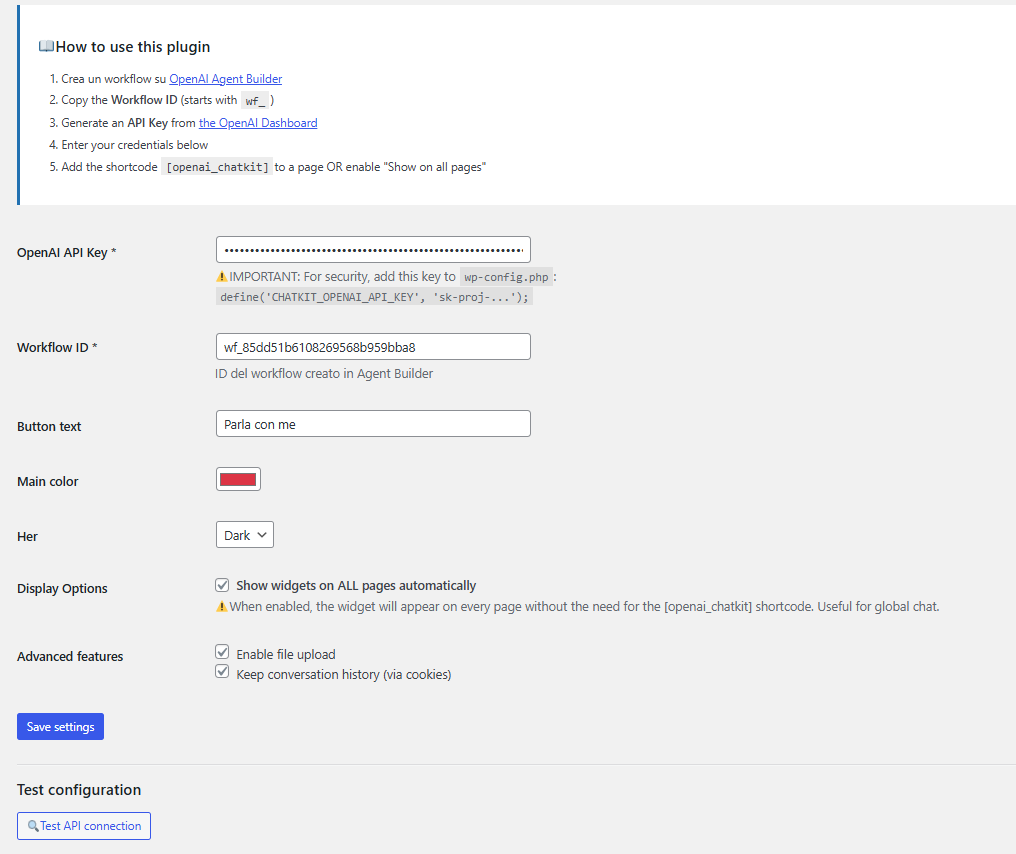 How to use this plugin
1. Crea un workflow su OpenAI Agent Builder
2. Copy the Workflow ID (starts with wf_ )
3. Generate an API Key from the OpenAI Dashboard
4. Enter your credentials below
5. Add the shortcode [openai_chatkit] to a page OR enable "Show on all pages"
OpenAI API Key *
IMPORTANT: For security, add this key to wp-config.php :
define('CHATKIT_OPENAI_API_KEY', 'sk-proj-...');
Workflow ID *
wf_85dd51b6108269568b959bba8
ID del workflow creato in Agent Builder
Button text
Parla con me
Main color
Her
Dark
Display Options
Show widgets on ALL pages automatically
When enabled, the widget will appear on every page without the need for the [openai_chatkit] shortcode. Useful for global chat.
Advanced features
Enable file upload
Keep conversation history (via cookies)
Save settings
Test configuration
Test API connection